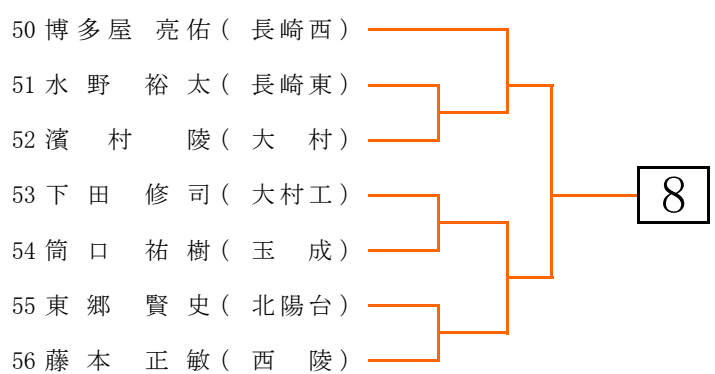 50 博多屋 亮佑 ( 長崎西 )
51 水野 裕太 ( 長崎東 )
52 濱村 陵 ( 大村 )
53 下田 修司 ( 大村工 )
54 筒口 祐樹 ( 玉成 )
55 東郷 賢史 ( 北陽台 )
56 藤本 正敏 ( 西陵 )
8